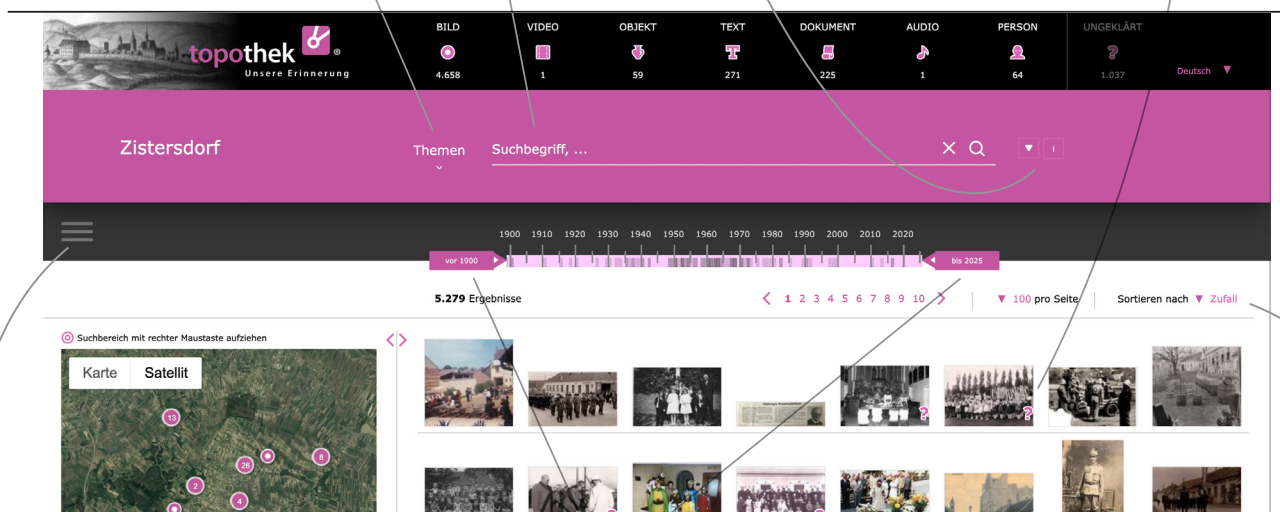 BILD
VIDEO
OBJEKT
TEXT
DOKUMENT
AUDIO
PERSON
UNGEKLÄRT
topothek ®
Unsere Erinnerung
4.658
1
59
271
225
1
64
1.037
Deutsch
Zistersdorf
Themen
Suchbegriff, ...
i
1900 1910 1920 1930 1940 1950 1960 1970 1980 1990 2000 2010 2020
vor 1900
bis 2025
5.279 Ergebnisse
1 2 3 4 5 6 7 8 9 10
100 pro Seite
Sortieren nach Zufall
Suchbereich mit rechter Maustaste aufziehen
Karte Satellit
13
26
8
2
4